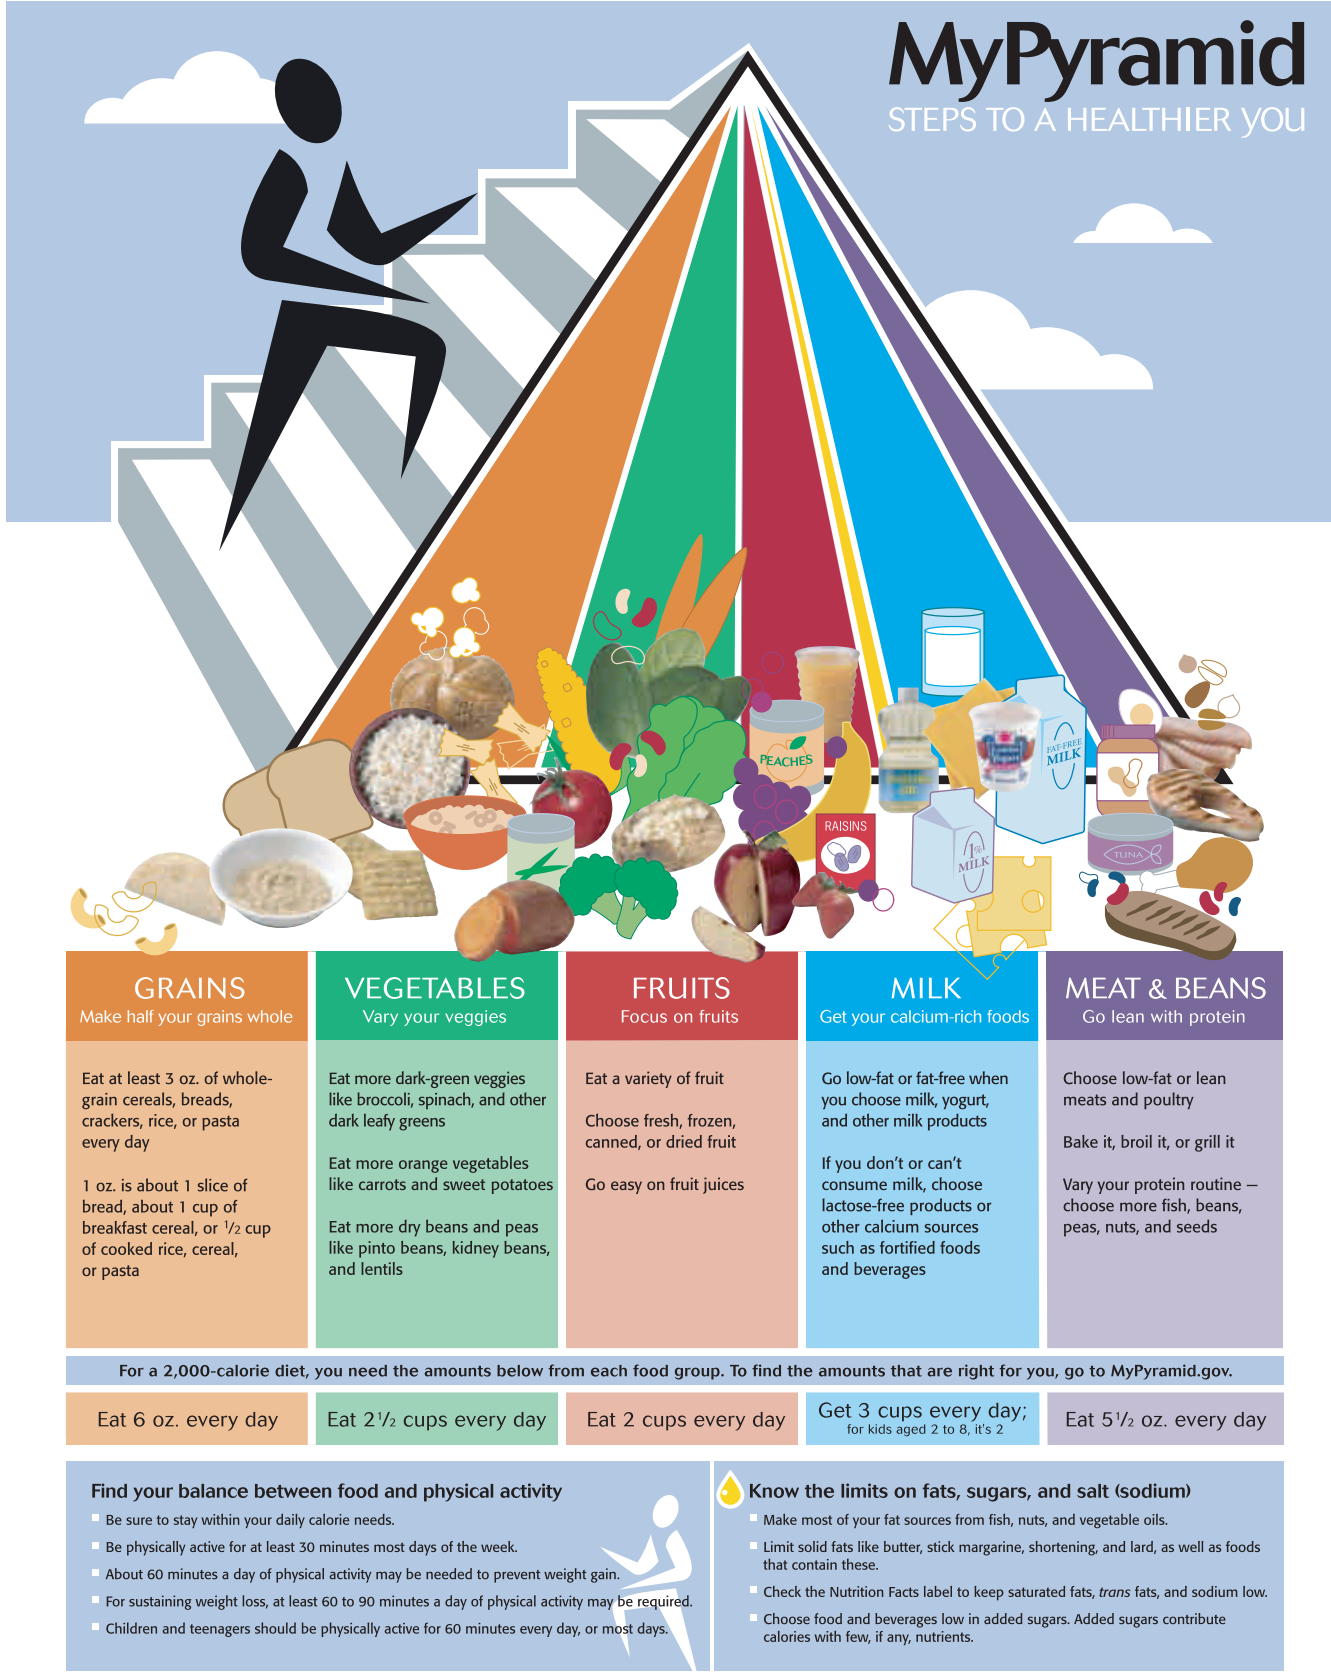 MyPyramid
STEPS TO A HEALTHIER YOU
PEACHES
FAT-FREE
MILK
RAISINS
1%
MILK
TUNA
GRAINS
Make half your grains whole
Eat at least 3 oz. of whole-
grain cereals, breads,
crackers, rice, or pasta
every day
1 oz. is about 1 slice of
bread, about 1 cup of
breakfast cereal, or 1/2 cup
of cooked rice, cereal,
or pasta
VEGETABLES
Vary your veggies
Eat more dark-green veggies
like broccoli, spinach, and other
dark leafy greens
Eat more orange vegetables
like carrots and sweet potatoes
Eat more dry beans and peas
like pinto beans, kidney beans,
and lentils
FRUITS
Focus on fruits
Eat a variety of fruit
Choose fresh, frozen,
canned, or dried fruit
Go easy on fruit juices
MILK
Get your calcium-rich foods
Go low-fat or fat-free when
you choose milk, yogurt,
and other milk products
If you don’t or can’t
consume milk, choose
lactose-free products or
other calcium sources
such as fortified foods
and beverages
MEAT & BEANS
Go lean with protein
Choose low-fat or lean
meats and poultry
Bake it, broil it, or grill it
Vary your protein routine —
choose more fish, beans,
peas, nuts, and seeds
For a 2,000-calorie diet, you need the amounts below from each food group. To find the amounts that are right for you, go to MyPyramid.gov.
Eat 6 oz. every day
Eat 2 1/2 cups every day
Eat 2 cups every day
Get 3 cups every day;
for kids aged 2 to 8, it's 2
Eat 5 1/2 oz. every day
Find your balance between food and physical activity
Be sure to stay within your daily calorie needs.
Be physically active for at least 30 minutes most days of the week.
About 60 minutes a day of physical activity may be needed to prevent weight gain.
For sustaining weight loss, at least 60 to 90 minutes a day of physical activity may be required.
Children and teenagers should be physically active for 60 minutes every day, or most days.
Know the limits on fats, sugars, and salt (sodium)
Make most of your fat sources from fish, nuts, and vegetable oils.
Limit solid fats like butter, stick margarine, shortening, and lard, as well as foods
that contain these.
Check the Nutrition Facts label to keep saturated fats, trans fats, and sodium low.
Choose food and beverages low in added sugars. Added sugars contribute
calories with few, if any, nutrients.